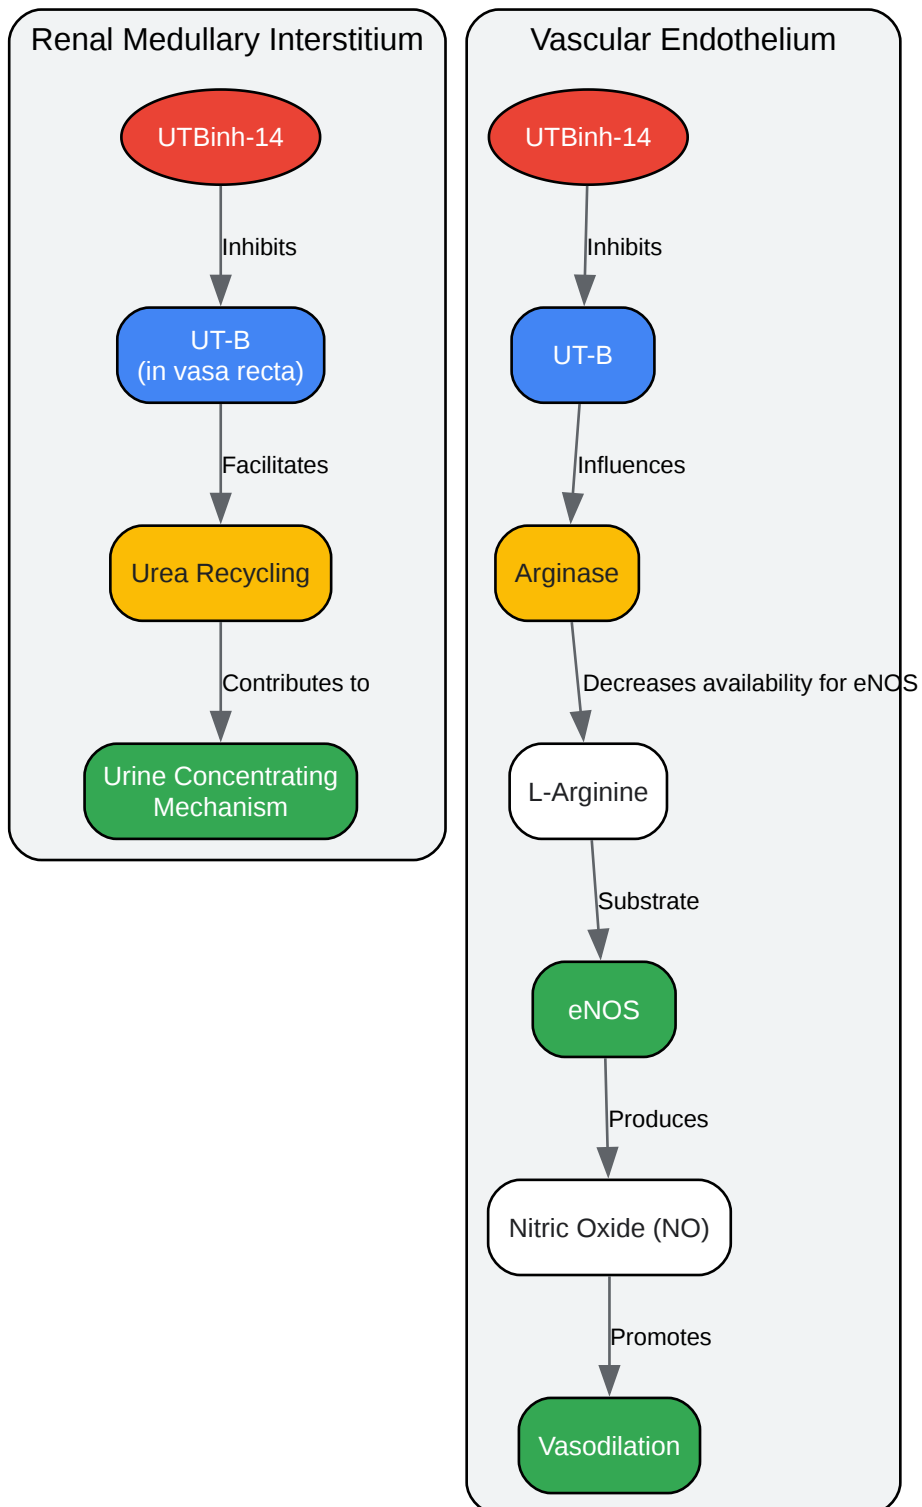 Renal Medullary Interstitium
UTBinh-14
Inhibits
UT-B
(in vasa recta)
Facilitates
Urea Recycling
Contributes to
Urine Concentrating
Mechanism
Vascular Endothelium
UTBinh-14
Inhibits
UT-B
Influences
Arginase
Decreases availability for eNOS
L-Arginine
Substrate
eNOS
Produces
Nitric Oxide (NO)
Promotes
Vasodilation